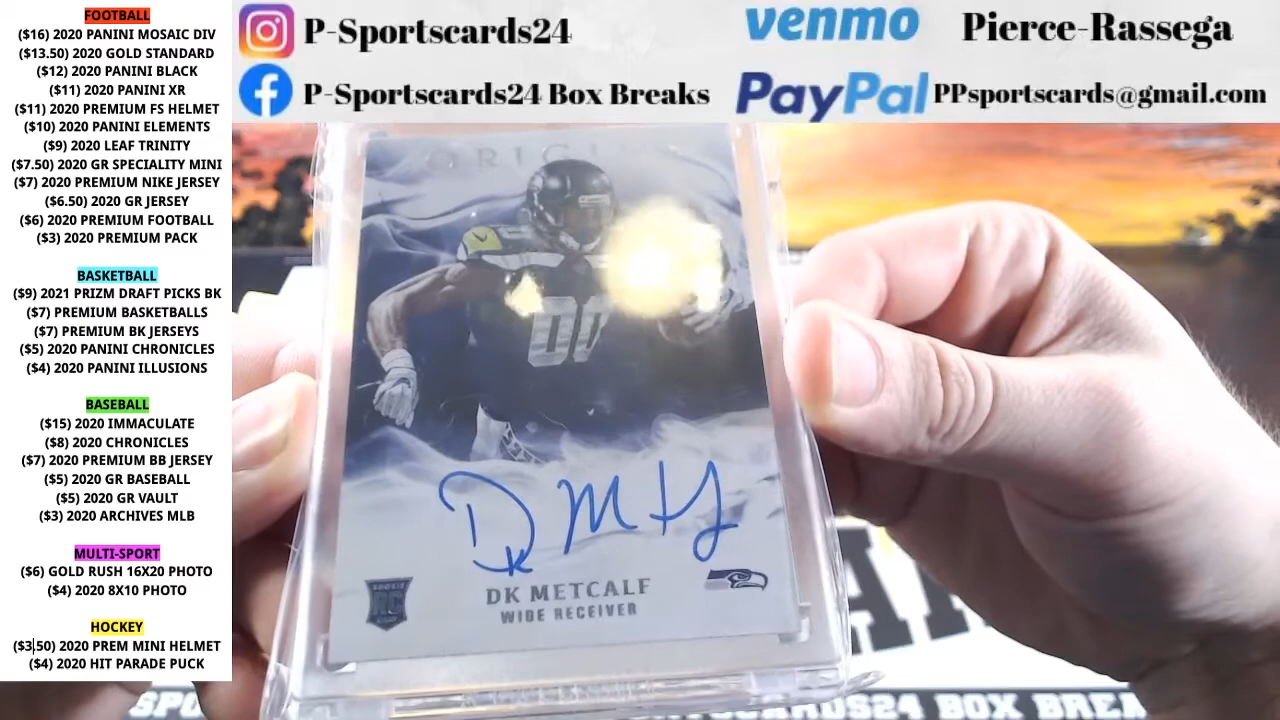 FOOTBALL
($16) 2020 PANINI MOSAIC DIV
($13.50) 2020 GOLD STANDARD
($12) 2020 PANINI BLACK
($11) 2020 PANINI XR
($11) 2020 PREMIUM FS HELMET
($10) 2020 PANINI ELEMENTS
($9) 2020 LEAF TRINITY
($7.50) 2020 GR SPECIALITY MINI
($7) 2020 PREMIUM NIKE JERSEY
($6.50) 2020 GR JERSEY
($6) 2020 PREMIUM FOOTBALL
($3) 2020 PREMIUM PACK
BASKETBALL
($9) 2021 PRIZM DRAFT PICKS BK
($7) PREMIUM BASKETBALLS
($7) PREMIUM BK JERSEYS
($5) 2020 PANINI CHRONICLES
($4) 2020 PANINI ILLUSIONS
BASEBALL
($15) 2020 IMMACULATE
($8) 2020 CHRONICLES
($7) 2020 PREMIUM BB JERSEY
($5) 2020 GR BASEBALL
($5) 2020 GR VAULT
($3) 2020 ARCHIVES MLB
MULTI-SPORT
($6) GOLD RUSH 16X20 PHOTO
($4) 2020 8X10 PHOTO
HOCKEY
($3.50) 2020 PREM MINI HELMET
($4) 2020 HIT PARADE PUCK
P-Sportscards24
P-Sportscards24 Box Breaks
venmo Pierce-Rassega
PayPal PPsportscards@gmail.com
00
RC
DK METCALF
WIDE RECEIVER
BOX BREA